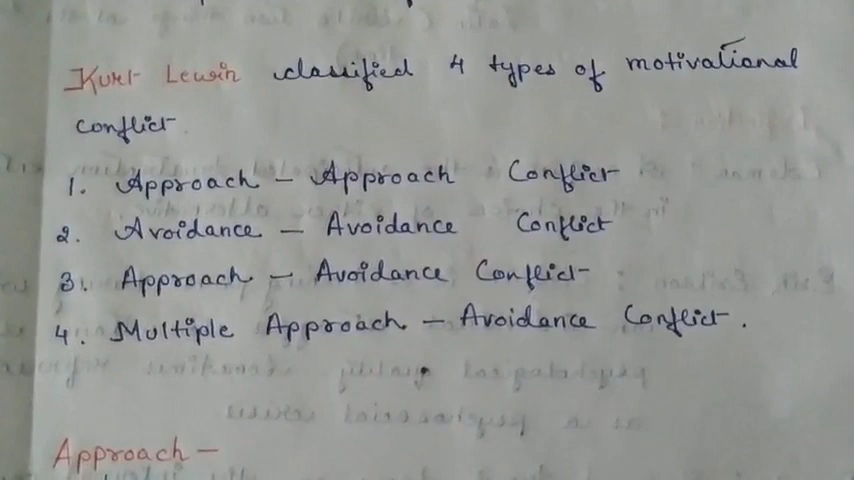 Kurt Lewin classified 4 types of motivational
conflict.
1. Approach - Approach Conflict
2. Avoidance - Avoidance Conflict
3. Approach - Avoidance Conflict
4. Multiple Approach - Avoidance Conflict.
Approach -